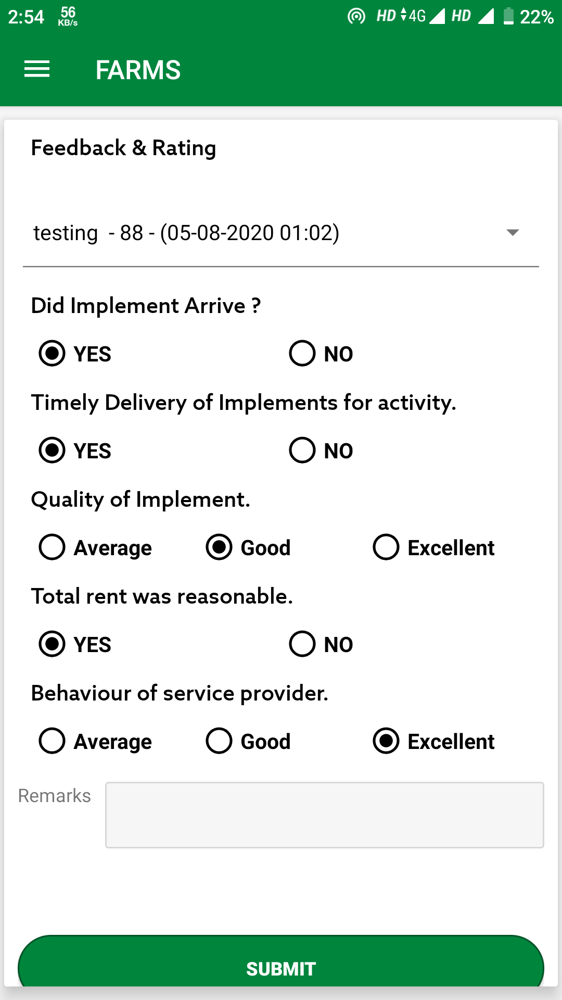 2:54 56 KB/s HD 4G HD 22%
FARMS
Feedback & Rating
testing - 88 - (05-08-2020 01:02)
Did Implement Arrive ?
YES NO
Timely Delivery of Implements for activity.
YES NO
Quality of Implement.
Average Good Excellent
Total rent was reasonable.
YES NO
Behaviour of service provider.
Average Good Excellent
Remarks
SUBMIT